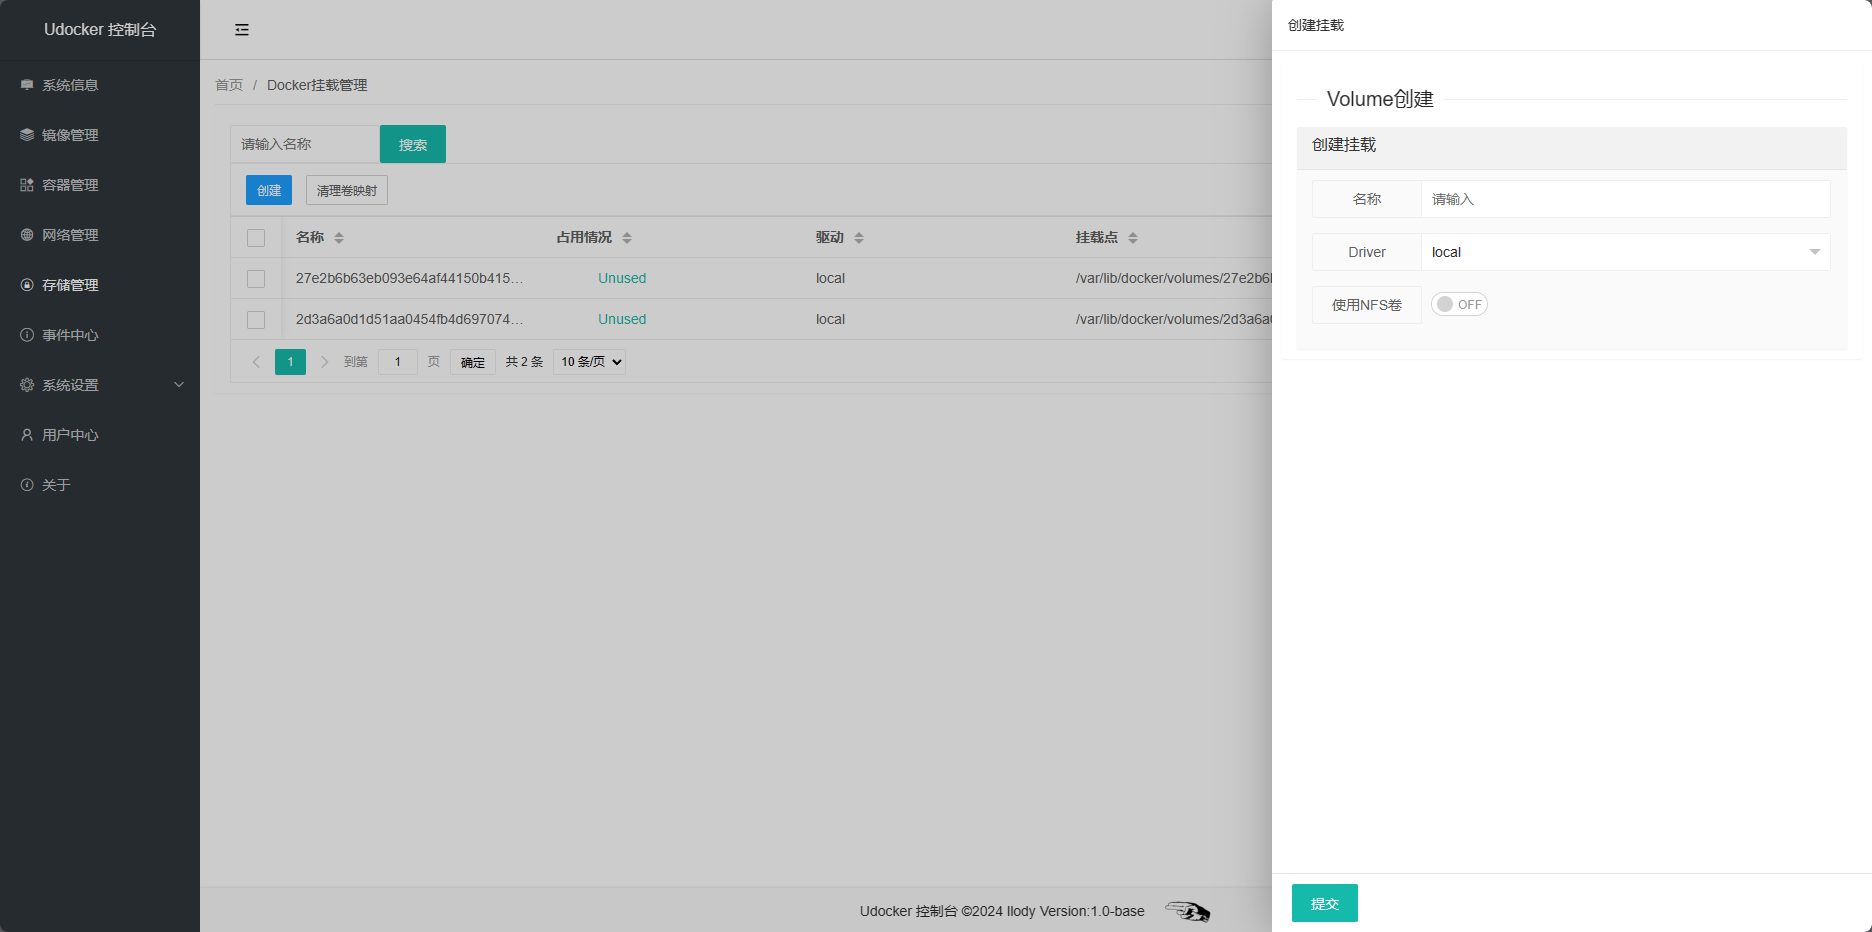 Udocker 控制台
系统信息
镜像管理
容器管理
网络管理
存储管理
事件中心
系统设置
用户中心
关于
首页 / Docker挂载管理
请输入名称 搜索
创建 清理卷映射
名称 占用情况 驱动 挂载点
27e2b6b63eb093e64af44150b415... Unused local /var/lib/docker/volumes/27e2b6
2d3a6a0d1d51aa0454fb4d697074... Unused local /var/lib/docker/volumes/2d3a6a
1 到第 1 页 确定 共 2 条 10 条/页
Udocker 控制台 ©2024 llody Version:1.0-base
创建挂载
Volume创建
创建挂载
名称 请输入
Driver local
使用NFS卷 OFF
提交